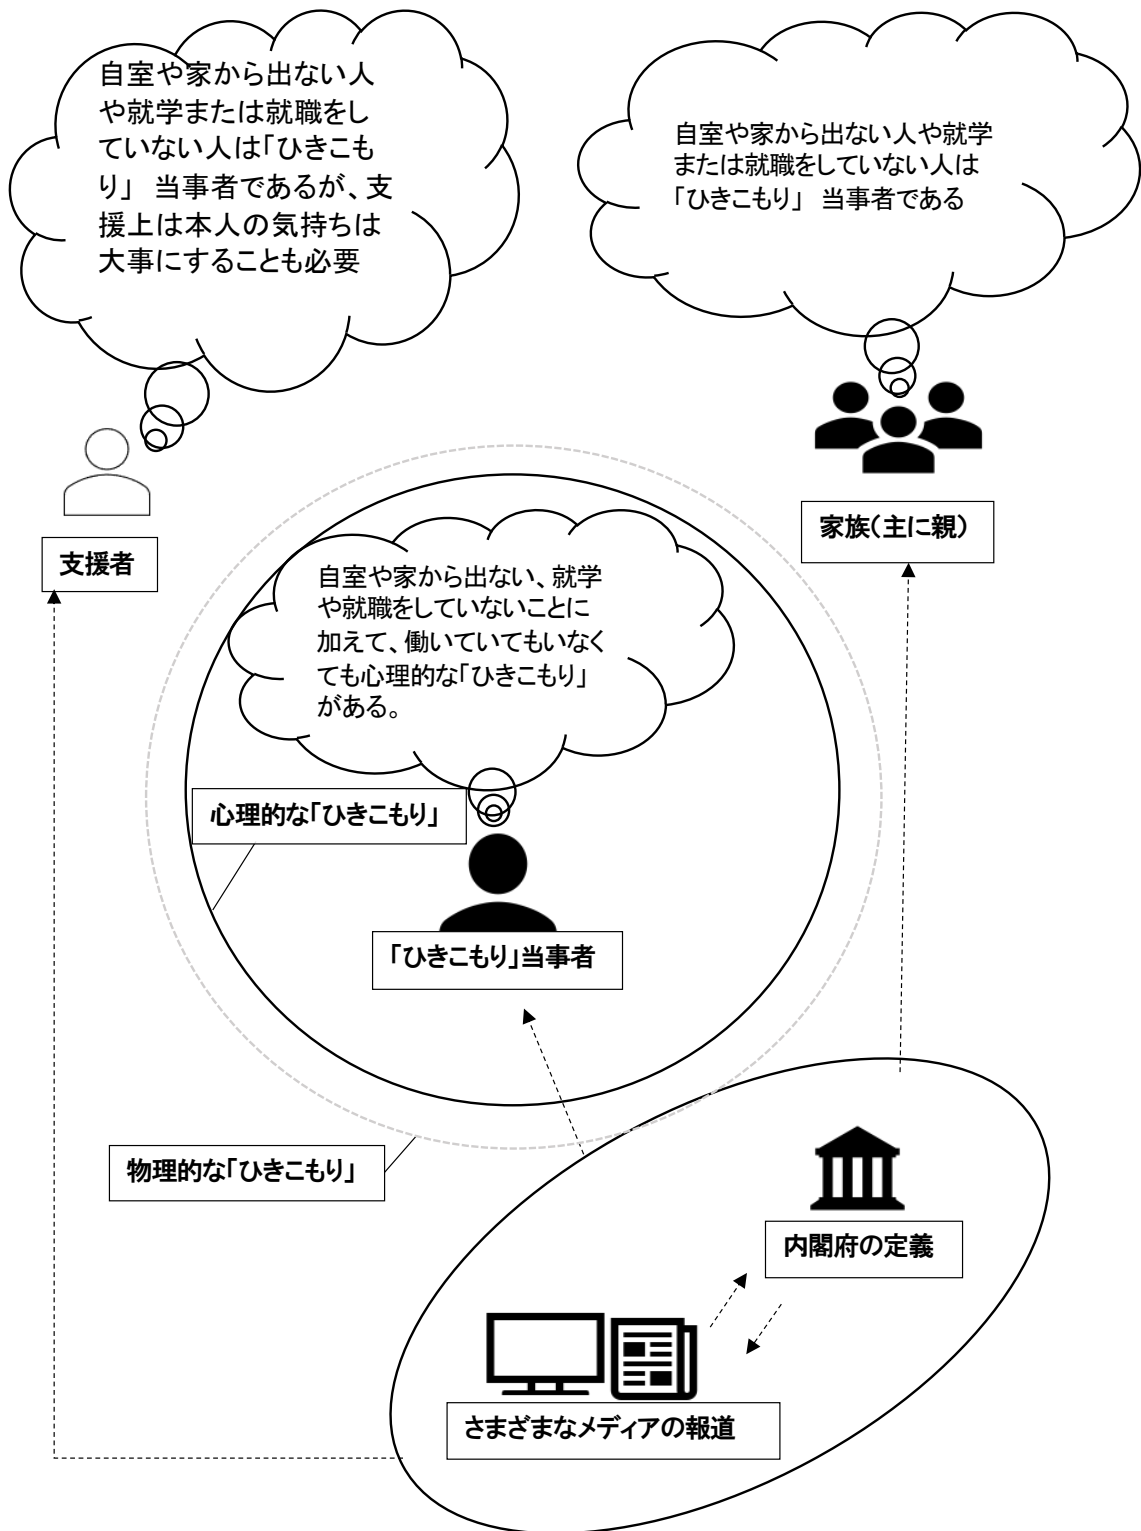 自室や家から出ない人
や就学または就職をし
ていない人は「ひきこも
り」 当事者であるが、支
援上は本人の気持ちは
大事にすることも必要
自室や家から出ない人や就学
または就職をしていない人は
「ひきこもり」 当事者である
支援者
家族（主に親）
自室や家から出ない、就学
や就職をしていないことに
加えて、働いていてもいなく
ても心理的な「ひきこもり」
がある。
心理的な「ひきこもり」
「ひきこもり」当事者
物理的な「ひきこもり」
内閣府の定義
さまざまなメディアの報道